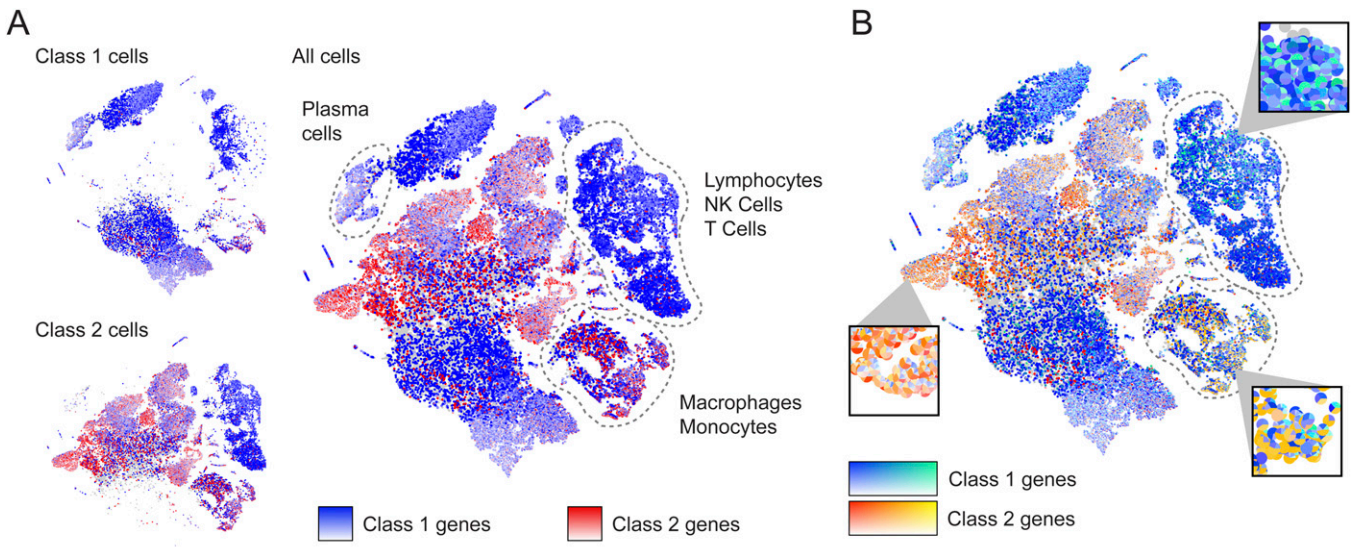 A
Class 1 cells
All cells
Plasma
cells
Lymphocytes
NK Cells
T Cells
Class 2 cells
Macrophages
Monocytes
Class 1 genes
Class 2 genes
B
Class 1 genes
Class 2 genes